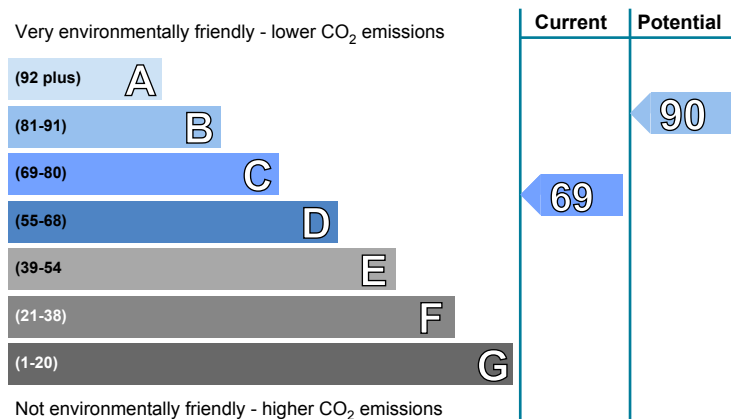 Very environmentally friendly - lower CO2 emissions
Current
Potential
(92 plus) A
(81-91) B
90
(69-80) C
69
(55-68) D
(39-54 E
(21-38) F
(1-20) G
Not environmentally friendly - higher CO2 emissions